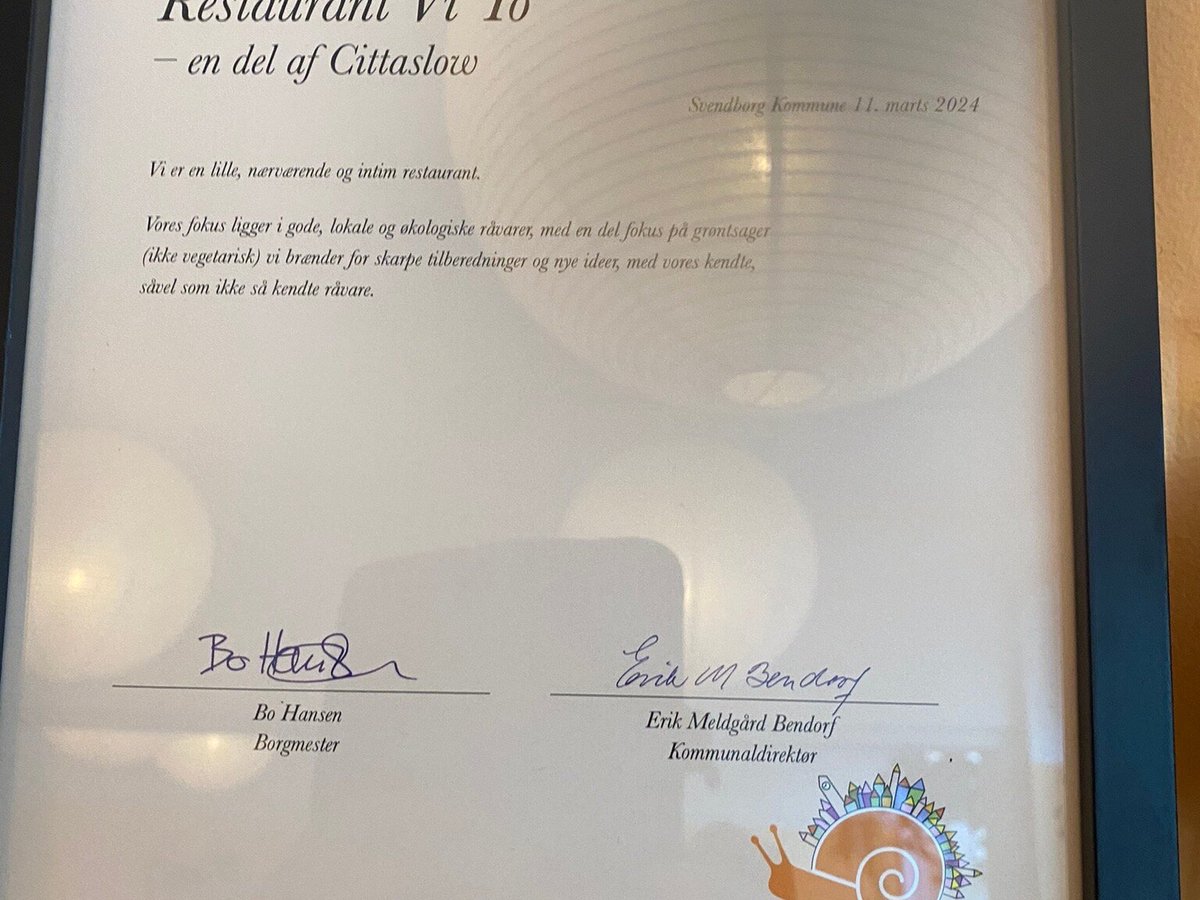 Restaurant Vi To
– en del af Cittaslow
Svendborg Kommune 11. marts 2024
Vi er en lille, nærværende og intim restaurant.
Vores fokus ligger i gode, lokale og økologiske råvarer, med en del fokus på grøntsager
(ikke vegetarisk) vi brænder for skarpe tilberedninger og nye ideer, med vores kendte,
såvel som ikke så kendte råvare.
Bo Hansen
Erik M Bendorf
Bo Hansen
Borgmester
Erik Meldgård Bendorf
Kommunaldirektør